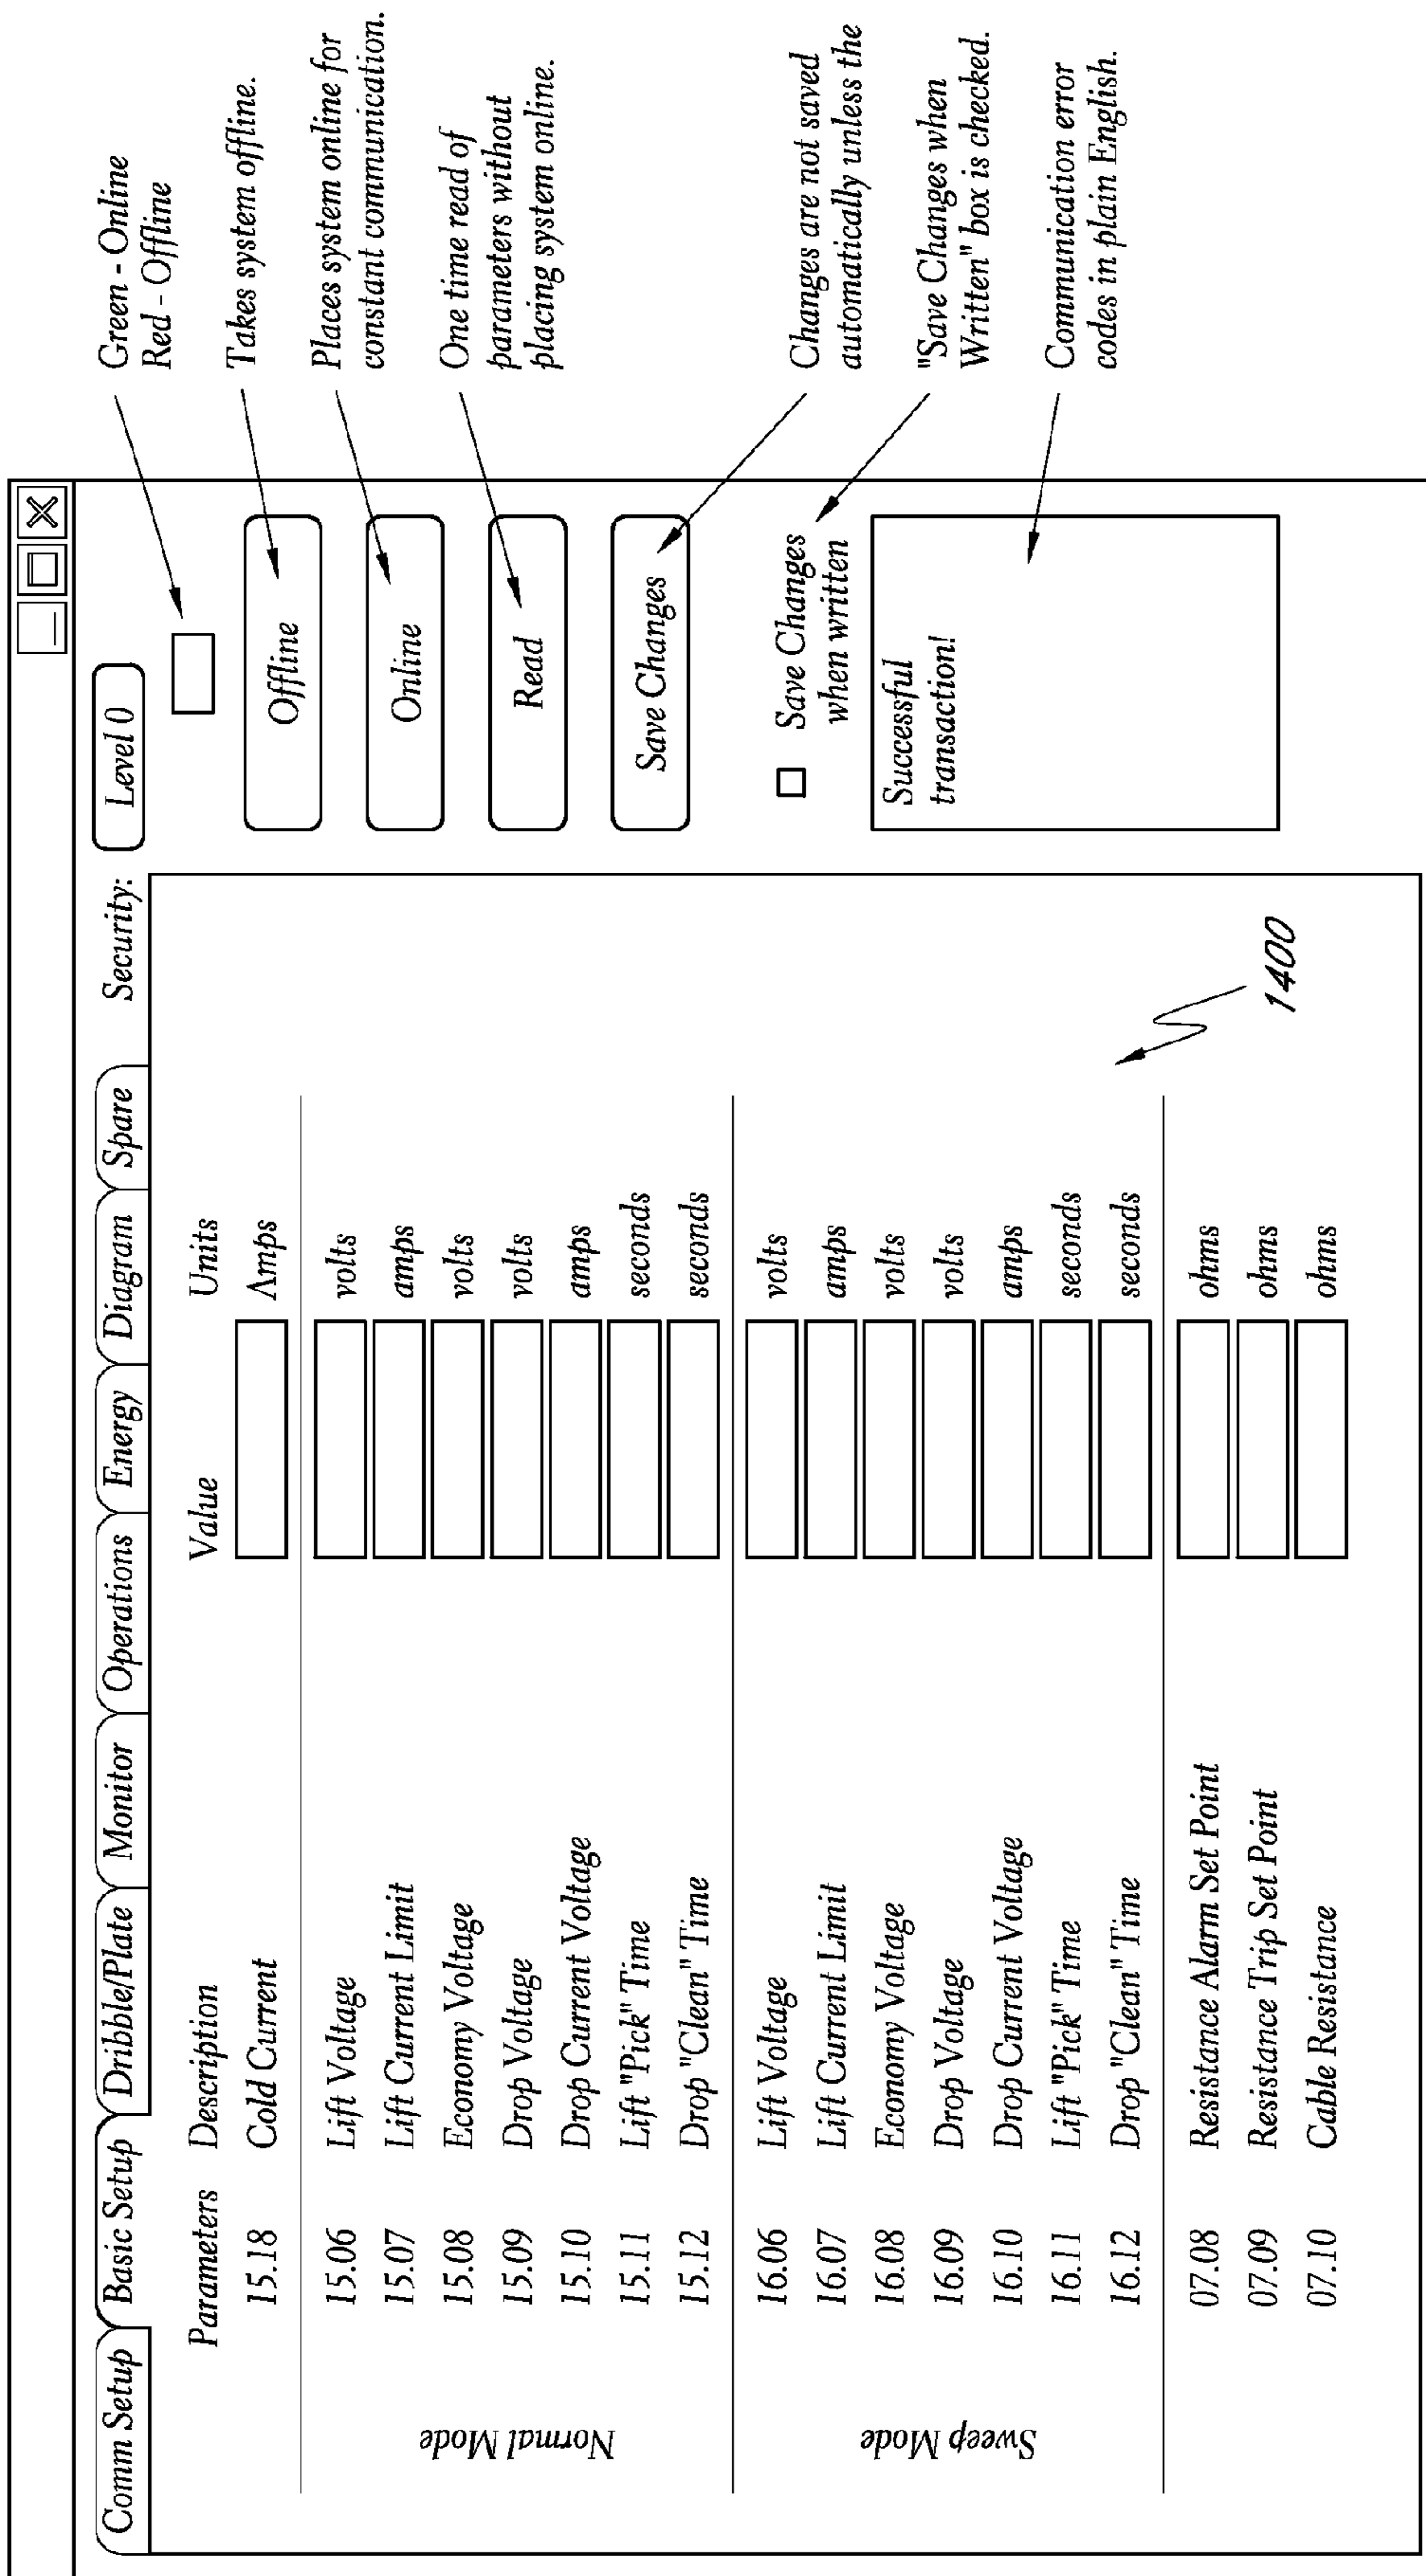 Comm Setup Basic Setup Dribble/Plate Monitor Operations Energy Diagram Spare Security: Level 0
Parameters Description Value Units
15.18 Cold Current Amps
Normal Mode
15.06 Lift Voltage volts
15.07 Lift Current Limit amps
15.08 Economy Voltage volts
15.09 Drop Voltage volts
15.10 Drop Current Voltage amps
15.11 Lift "Pick" Time seconds
15.12 Drop "Clean" Time seconds
Sweep Mode
16.06 Lift Voltage volts
16.07 Lift Current Limit amps
16.08 Economy Voltage volts
16.09 Drop Voltage volts
16.10 Drop Current Voltage amps
16.11 Lift "Pick" Time seconds
16.12 Drop "Clean" Time seconds
07.08 Resistance Alarm Set Point ohms
07.09 Resistance Trip Set Point ohms
07.10 Cable Resistance ohms
1400
Offline
Online
Read
Save Changes
Save Changes
when written
Successful
transaction!
Green - Online
Red - Offline
Takes system offline.
Places system online for
constant communication.
One time read of
parameters without
placing system online.
Changes are not saved
automatically unless the
"Save Changes when
Written" box is checked.
Communication error
codes in plain English.